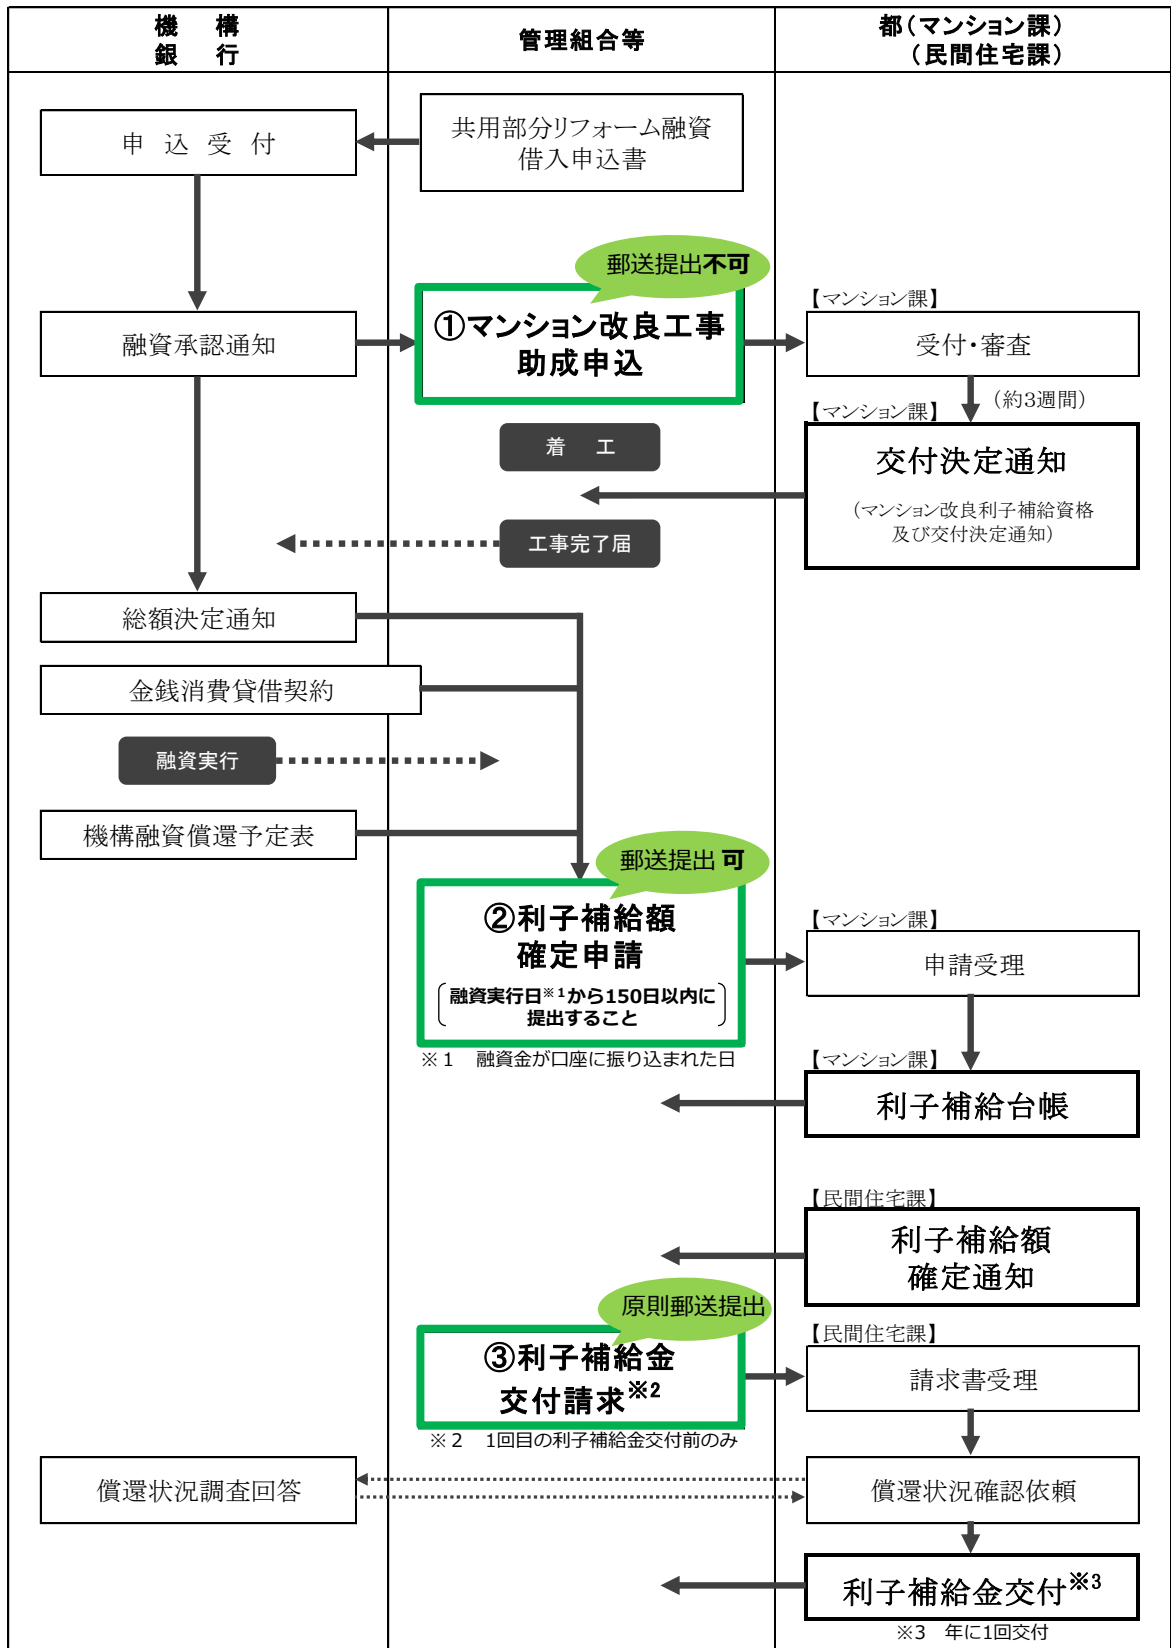 機　構
銀　行
管理組合等
都（マンション課）
（民間住宅課）
共用部分リフォーム融資
借入申込書
申 込 受 付
郵送提出不可
融資承認通知
①マンション改良工事
助成申込
【マンション課】
受付・審査
（約3週間）
【マンション課】
交付決定通知
（マンション改良利子補給資格
及び交付決定通知）
着　工
工事完了届
総額決定通知
金銭消費貸借契約
融資実行
機構融資償還予定表
郵送提出 可
②利子補給額
確定申請
融資実行日※1から150日以内に
提出すること
※１　融資金が口座に振り込まれた日
【マンション課】
申請受理
【マンション課】
利子補給台帳
【民間住宅課】
利子補給額
確定通知
原則郵送提出
③利子補給金
交付請求※2
※２　1回目の利子補給金交付前のみ
【民間住宅課】
請求書受理
償還状況調査回答
償還状況確認依頼
利子補給金交付※3
※3　年に1回交付